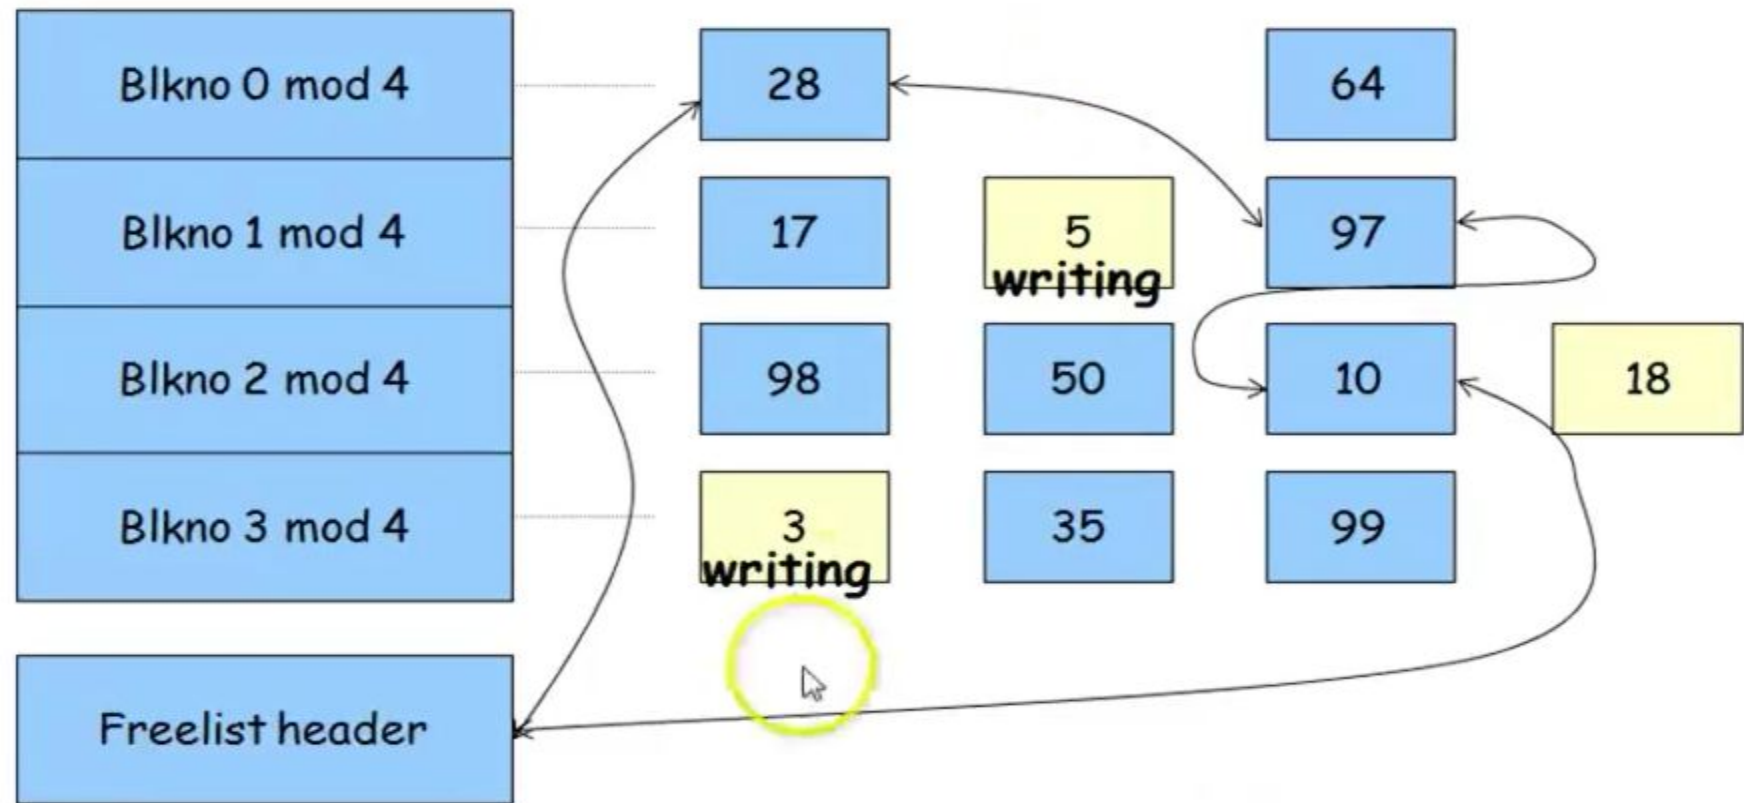 Blkno 0 mod 4
28
64
Blkno 1 mod 4
17
5
writing
97
Blkno 2 mod 4
98
50
10
18
Blkno 3 mod 4
3
writing
35
99
Freelist header